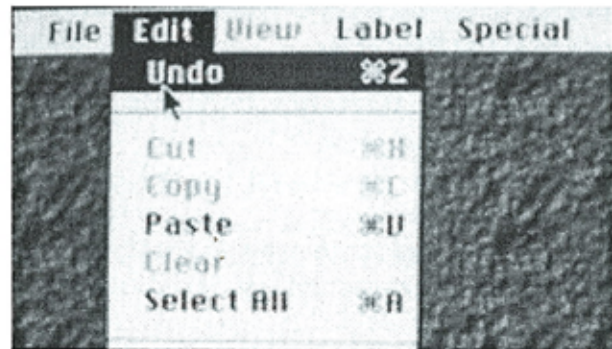 File Edit View Label Special
Undo ⌘Z
Cut ⌘X
Copy ⌘C
Paste ⌘V
Clear
Select All ⌘A